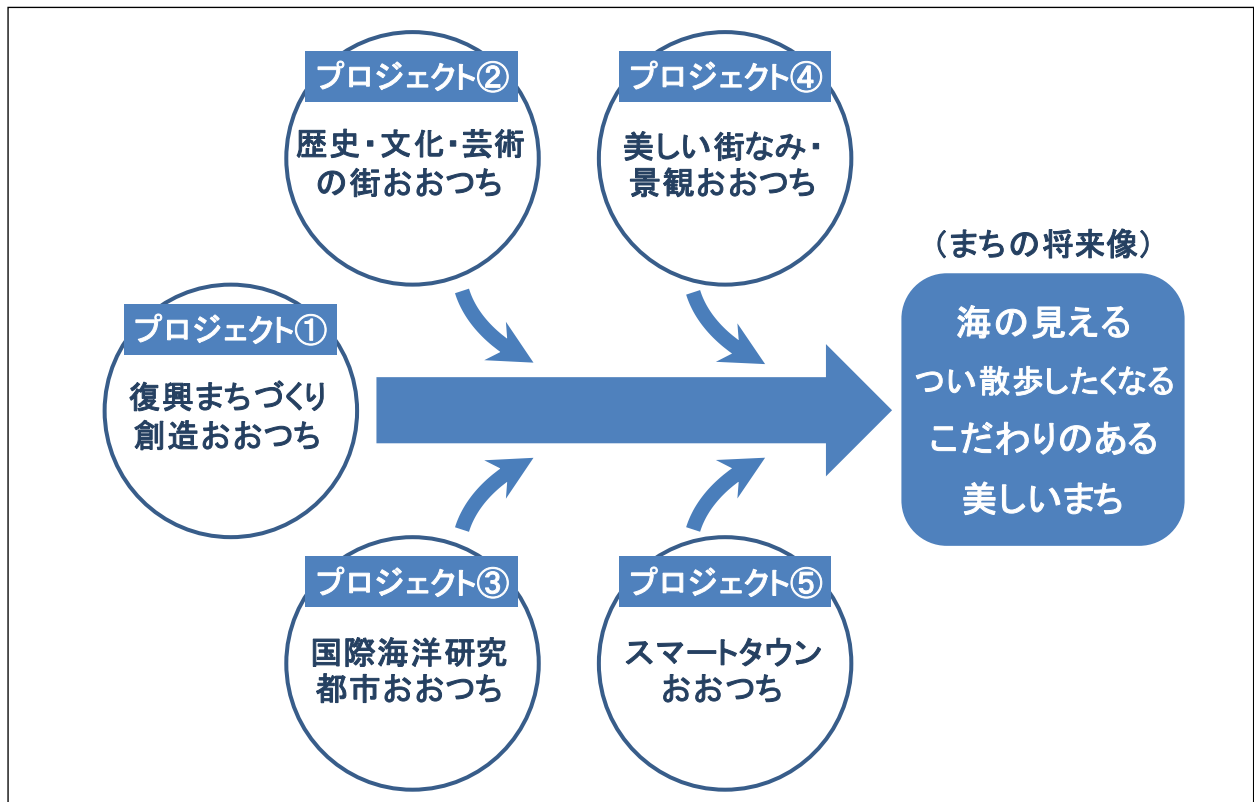 プロジェクト①
復興まちづくり
創造おおつち
プロジェクト②
歴史・文化・芸術
の街おおつち
プロジェクト③
国際海洋研究
都市おおつち
プロジェクト④
美しい街なみ・
景観おおつち
プロジェクト⑤
スマートタウン
おおつち
(まちの将来像)
海の見える
つい散歩したくなる
こだわりのある
美しいまち